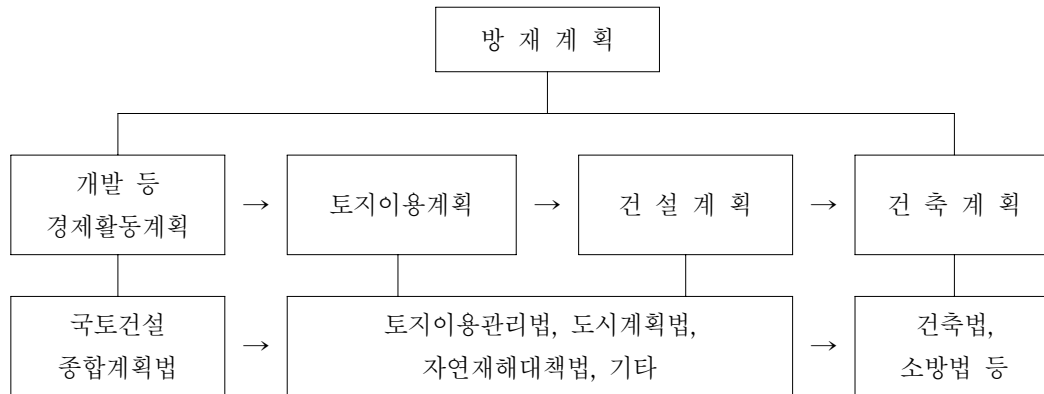 방 재 계 획
개발 등
경제활동계획
→
토지이용계획
→
건 설 계 획
→
건 축 계 획
국토건설
종합계획법
→
토지이용관리법, 도시계획법,
자연재해대책법, 기타
→
건축법,
소방법 등